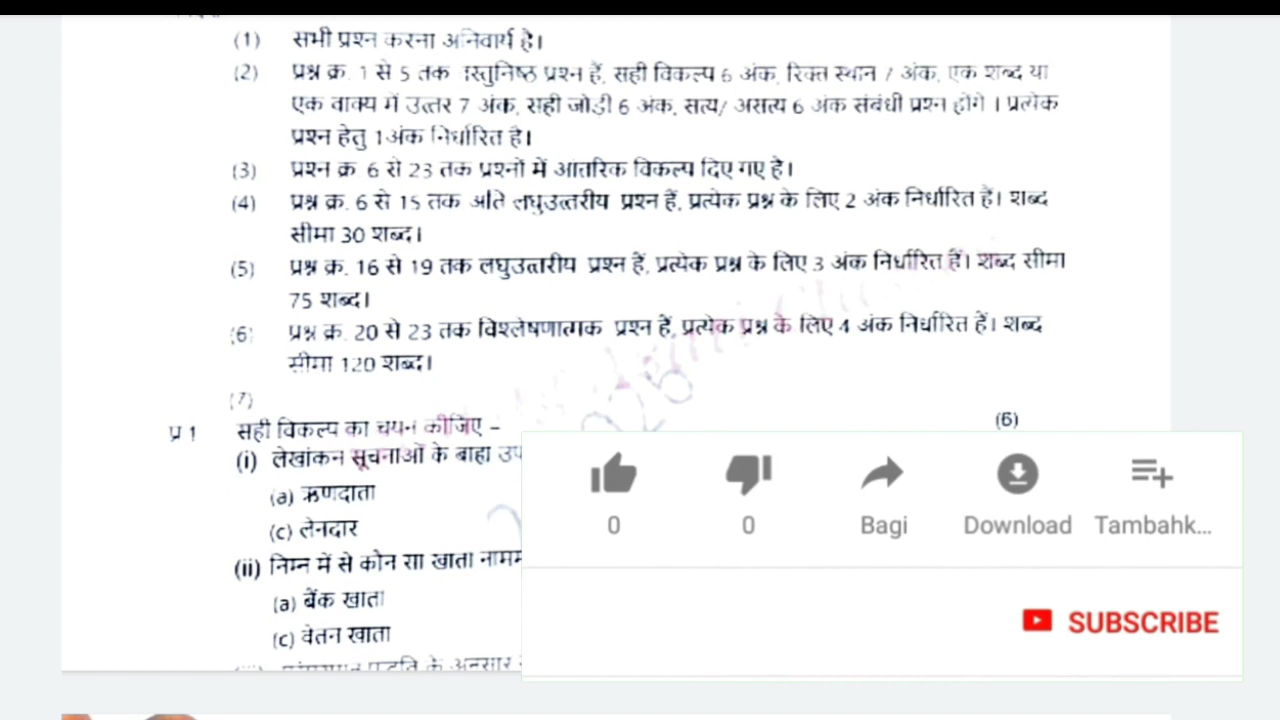 (1) सभी प्रश्न करना अनिवार्य है।
(2) प्रश्न क्र. 1 से 5 तक वस्तुनिष्ठ प्रश्न हैं, सही विकल्प 6 अंक, रिक्त स्थान 7 अंक, एक शब्द या
एक वाक्य में उत्तर 7 अंक, सही जोड़ी 6 अंक, सत्य/ असत्य 6 अंक संबंधी प्रश्न होंगे । प्रत्येक
प्रश्न हेतु 1अंक निर्धारित है।
(3) प्रश्न क्र 6 से 23 तक प्रश्नों में आंतरिक विकल्प दिए गए है।
(4) प्रश्न क्र. 6 से 15 तक अति लघुउत्तरीय प्रश्न हैं, प्रत्येक प्रश्न के लिए 2 अंक निर्धारित हैं। शब्द
सीमा 30 शब्द।
(5) प्रश्न क्र. 16 से 19 तक लघुउत्तरीय प्रश्न हैं, प्रत्येक प्रश्न के लिए 3 अंक निर्धारित हैं। शब्द सीमा
75 शब्द।
(6) प्रश्न क्र. 20 से 23 तक विश्लेषणात्मक प्रश्न हैं, प्रत्येक प्रश्न के लिए 4 अंक निर्धारित हैं। शब्द
सीमा 120 शब्द।
(7)
प्र 1 सही विकल्प का चयन कीजिए – (6)
(i) लेखांकन सूचनाओं के बाहा
(a) ऋणदाता
(c) लेनदार
(ii) निम्न में से कोन सा खाता
(a) बैंक खाता
(c) वेतन खाता
पद्धति के अनुसार
0 0 Bagi Download Tambahk...
SUBSCRIBE